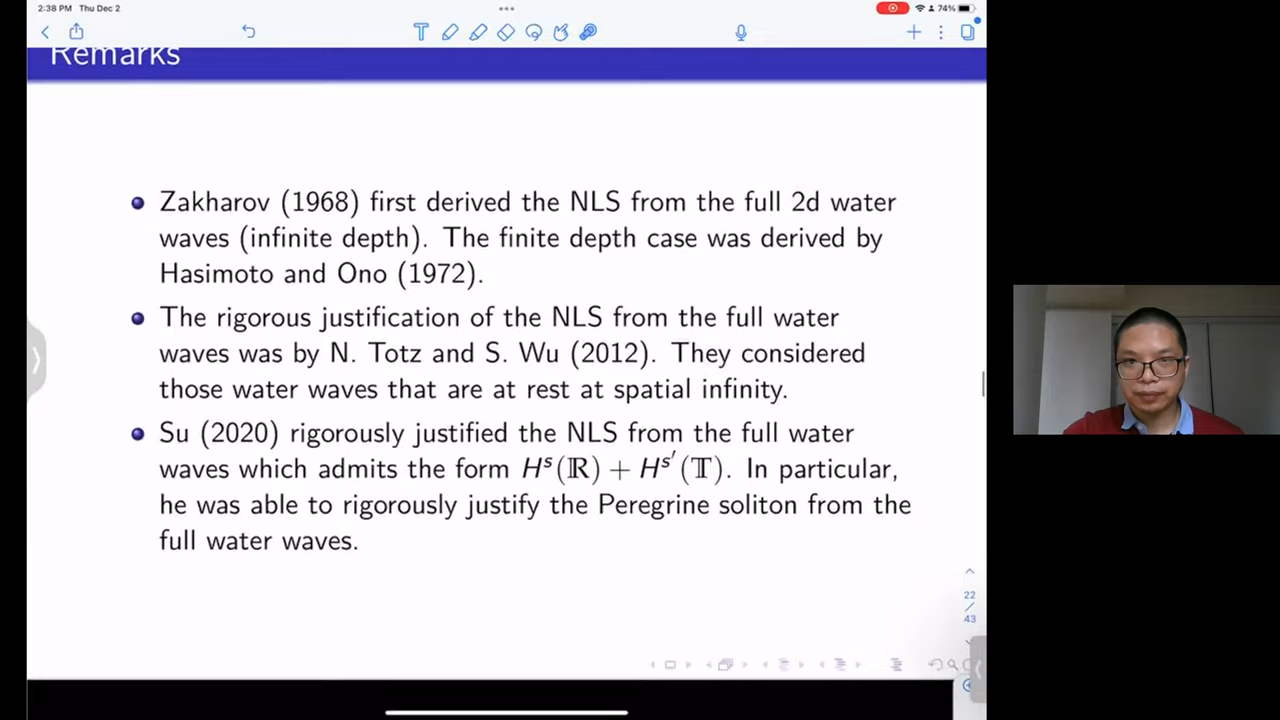 2:38 PM Thu Dec 2
74%
Remarks
Zakharov (1968) first derived the NLS from the full 2d water
waves (infinite depth). The finite depth case was derived by
Hasimoto and Ono (1972).
The rigorous justification of the NLS from the full water
waves was by N. Totz and S. Wu (2012). They considered
those water waves that are at rest at spatial infinity.
Su (2020) rigorously justified the NLS from the full water
waves which admits the form Hˢ(ℝ) + Hˢ′(𝕋). In particular,
he was able to rigorously justify the Peregrine soliton from the
full water waves.
22
/
43